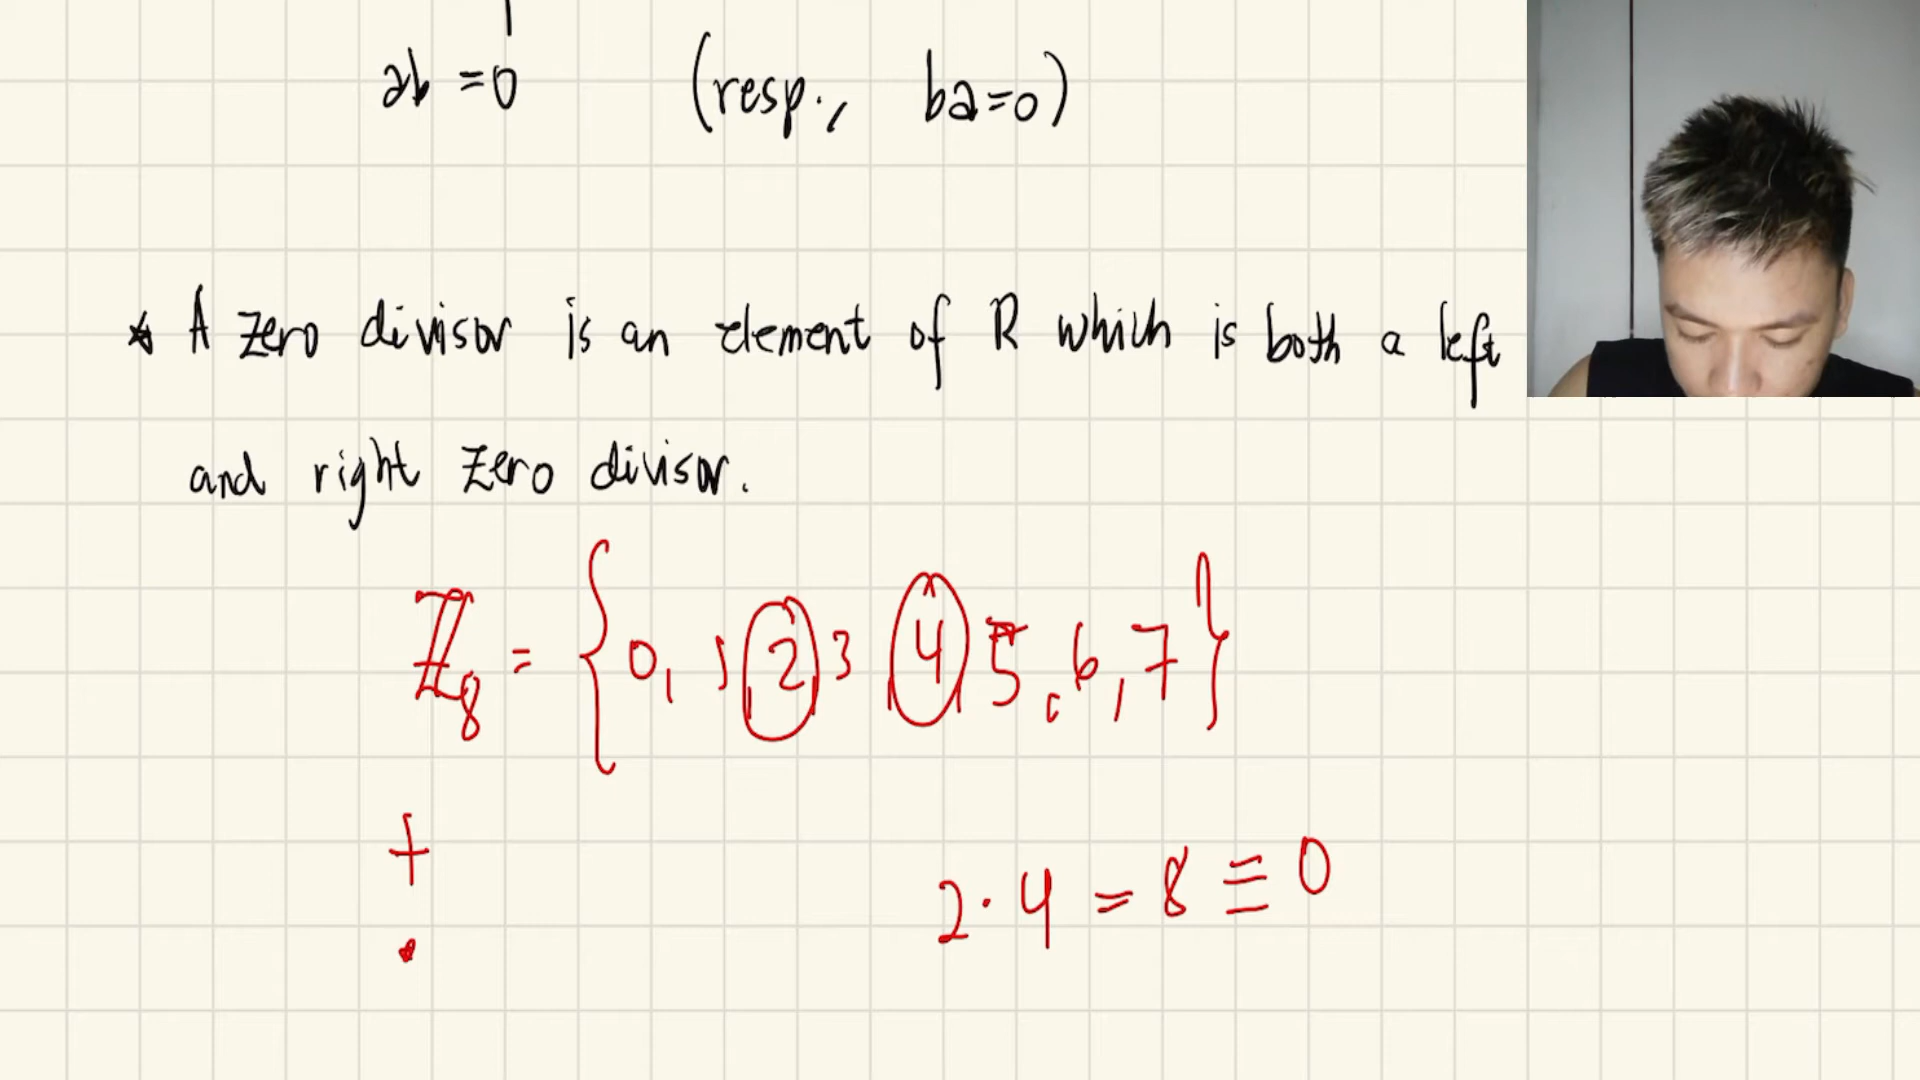 ab = 0 (resp., ba=0)
* A zero divisor is an element of R which is both a left
and right zero divisor.
ℤ₈ = { 0, 1 2 3 4 5, 6, 7 }
+
2 · 4 = 8 ≡ 0
·